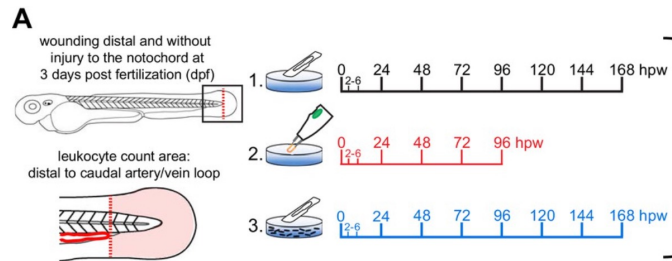 A
wounding distal and without
injury to the notochord at
3 days post fertilization (dpf)
leukocyte count area:
distal to caudal artery/vein loop
1.
0 2-6 24 48 72 96 120 144 168 hpw
2.
0 2-6 24 48 72 96 hpw
3.
0 2-6 24 48 72 96 120 144 168 hpw